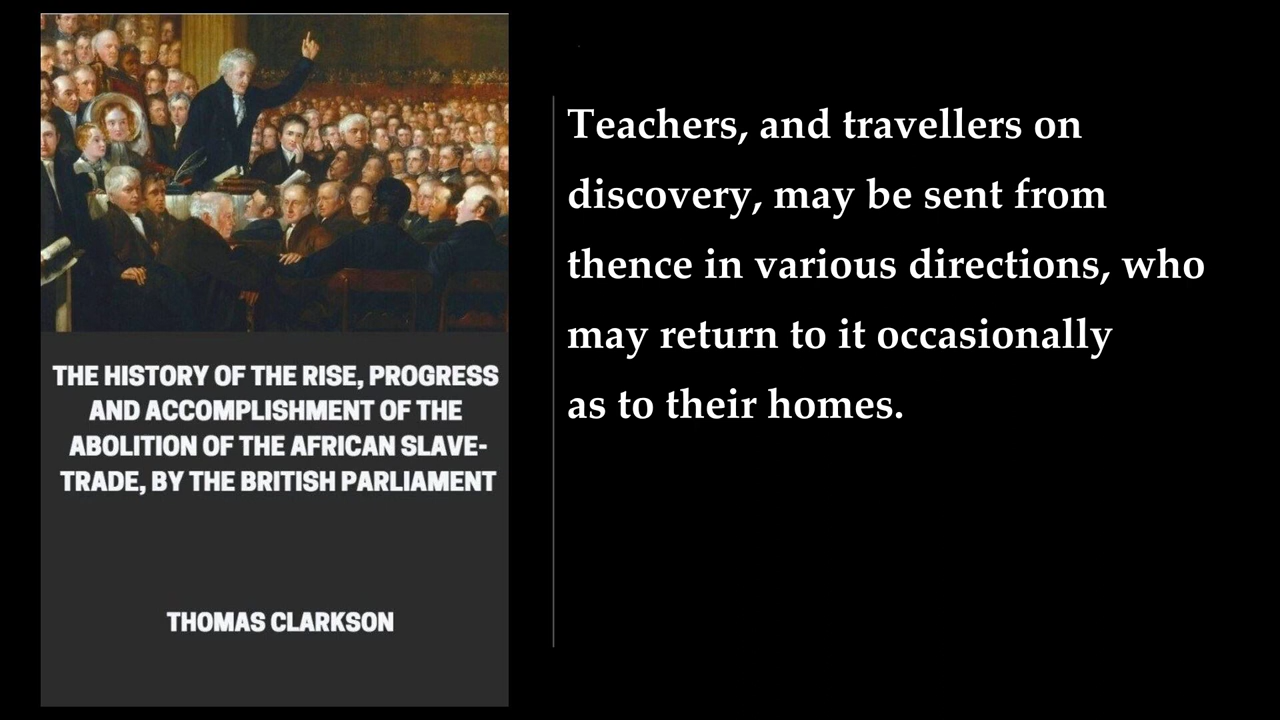 THE HISTORY OF THE RISE, PROGRESS
AND ACCOMPLISHMENT OF THE
ABOLITION OF THE AFRICAN SLAVE-
TRADE, BY THE BRITISH PARLIAMENT
THOMAS CLARKSON
Teachers, and travellers on
discovery, may be sent from
thence in various directions, who
may return to it occasionally
as to their homes.